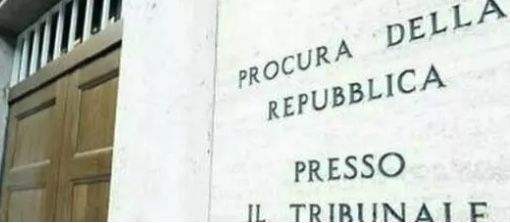 PROCURA DELLA
REPUBBLICA
PRESSO
IL TRIBUNALE